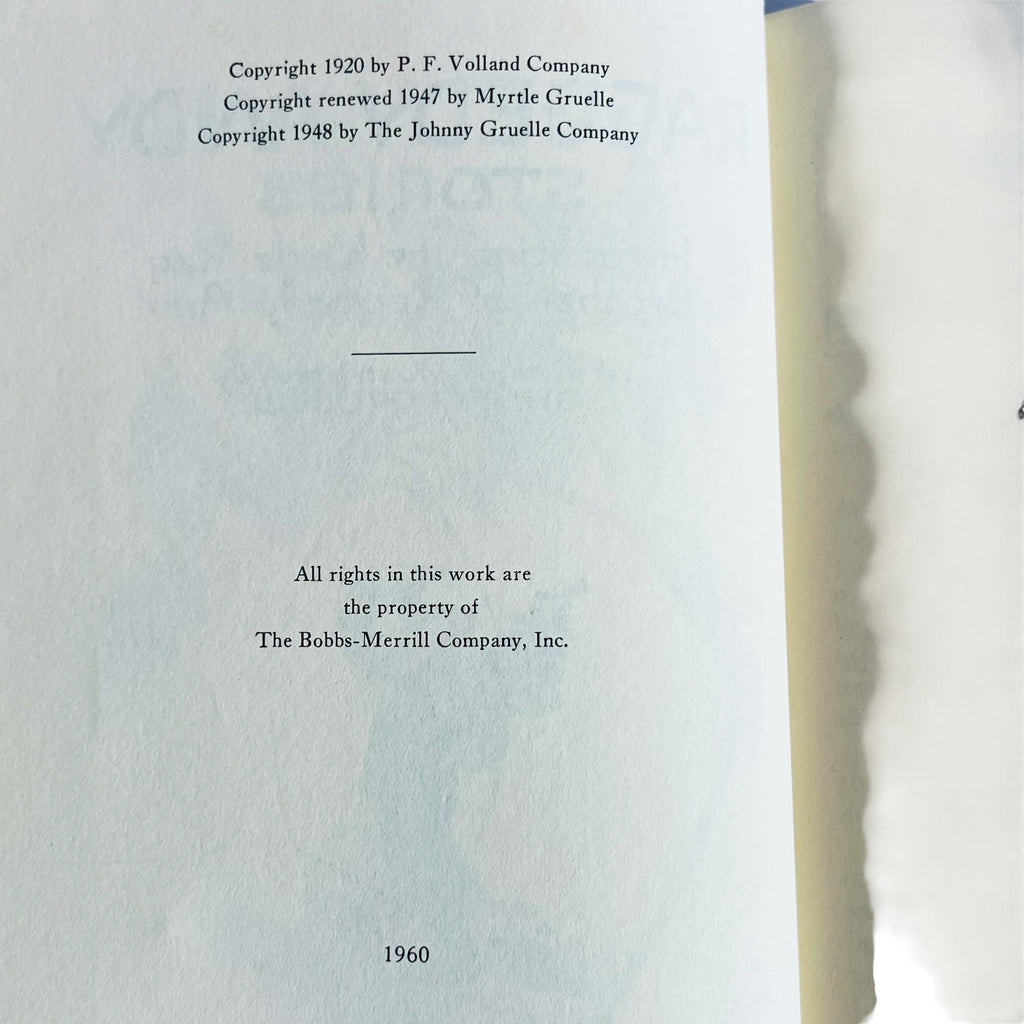 Copyright 1920 by P. F. Volland Company
Copyright renewed 1947 by Myrtle Gruelle
Copyright 1948 by The Johnny Gruelle Company
All rights in this work are
the property of
The Bobbs-Merrill Company, Inc.
1960